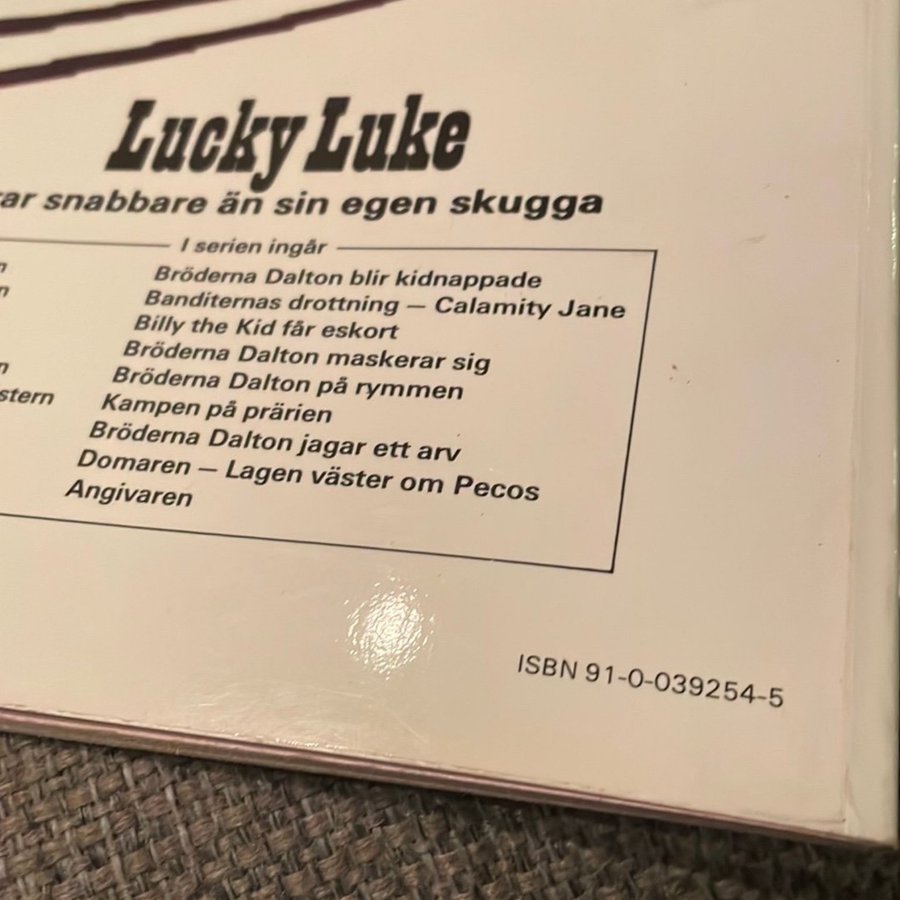 Lucky Luke
ar snabbare än sin egen skugga
I serien ingår
n
Bröderna Dalton blir kidnappade
n
Banditernas drottning — Calamity Jane
Billy the Kid får eskort
Bröderna Dalton maskerar sig
n
Bröderna Dalton på rymmen
stern
Kampen på prärien
Bröderna Dalton jagar ett arv
Domaren — Lagen väster om Pecos
Angivaren
ISBN 91-0-039254-5